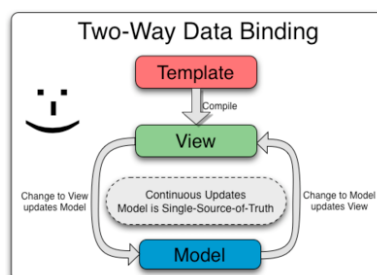 Two-Way Data Binding
Template
Compile
View
Change to View
updates Model
Continuous Updates
Model is Single-Source-of-Truth
Change to Model
updates View
Model